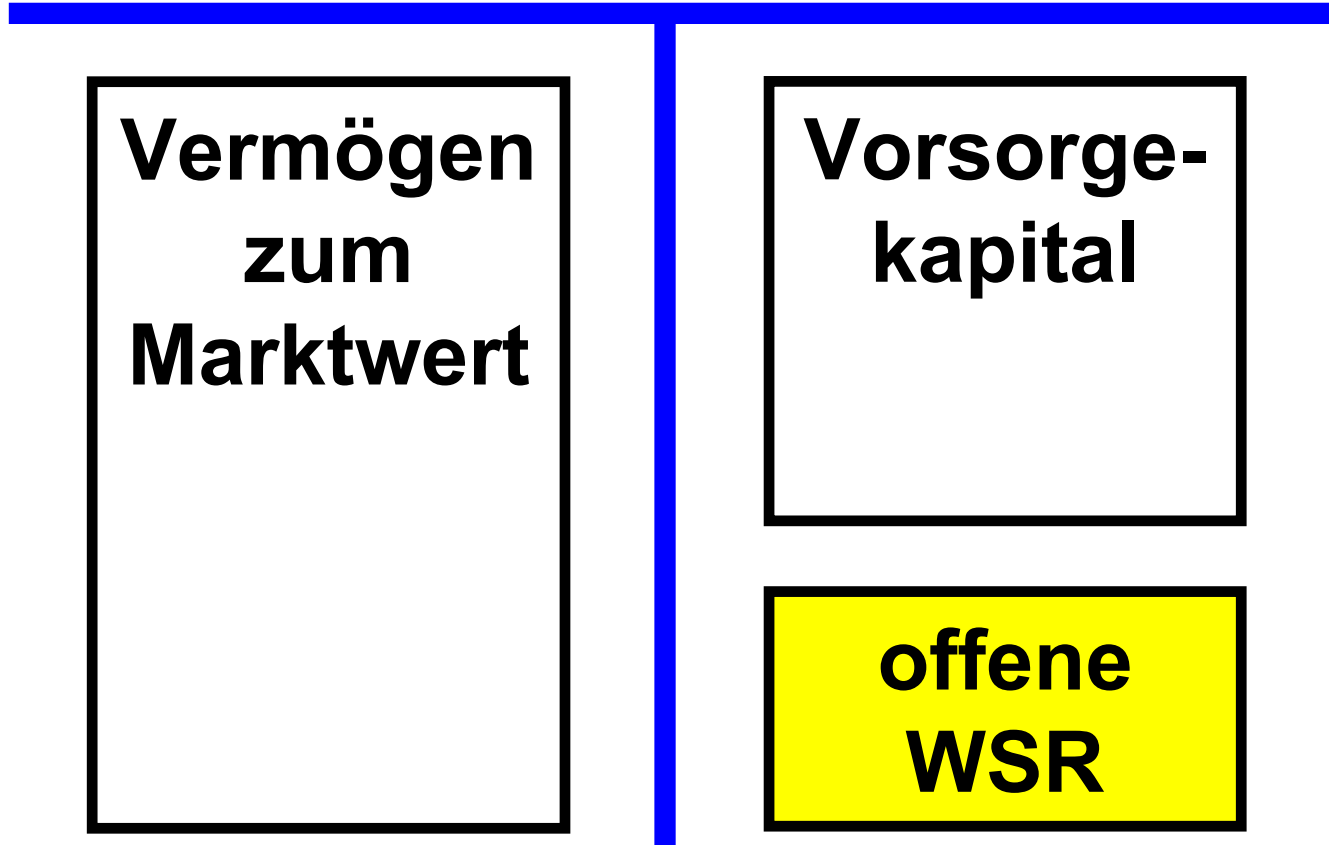 Vermögen
zum
Marktwert
Vorsorge-
kapital
offene
WSR